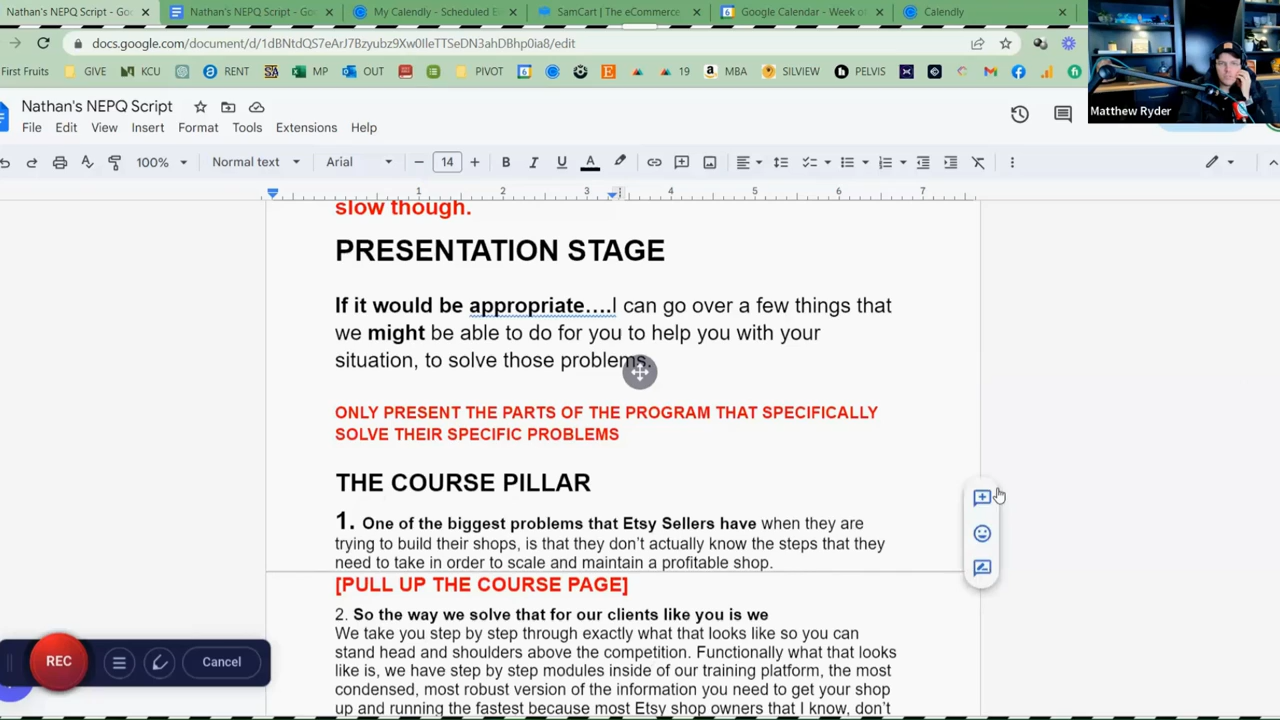 Nathan's NEPQ Script - Goo
Nathan's NEPQ Script - Go
My Calendly - Scheduled E
SamCart | The eCommerce
Google Calendar - Week of
Calendly
docs.google.com/document/d/1dBNtdQS7eArJ7Bzyubz9Xw0IleTTSeDN3ahDBhp0ia8/edit
First Fruits
GIVE
KCU
RENT
MP
OUT
PIVOT
19
MBA
SILVIEW
PELVIS
Matthew Ryder
Nathan's NEPQ Script
File Edit View Insert Format Tools Extensions Help
100% Normal text Arial 14
1 2 3 4 5 6 7
slow though.
PRESENTATION STAGE
If it would be appropriate....I can go over a few things that
we might be able to do for you to help you with your
situation, to solve those problems.
ONLY PRESENT THE PARTS OF THE PROGRAM THAT SPECIFICALLY
SOLVE THEIR SPECIFIC PROBLEMS
THE COURSE PILLAR
1. One of the biggest problems that Etsy Sellers have when they are
trying to build their shops, is that they don't actually know the steps that they
need to take in order to scale and maintain a profitable shop.
[PULL UP THE COURSE PAGE]
2. So the way we solve that for our clients like you is we
We take you step by step through exactly what that looks like so you can
stand head and shoulders above the competition. Functionally what that looks
like is, we have step by step modules inside of our training platform, the most
condensed, most robust version of the information you need to get your shop
up and running the fastest because most Etsy shop owners that I know, don't
REC
Cancel